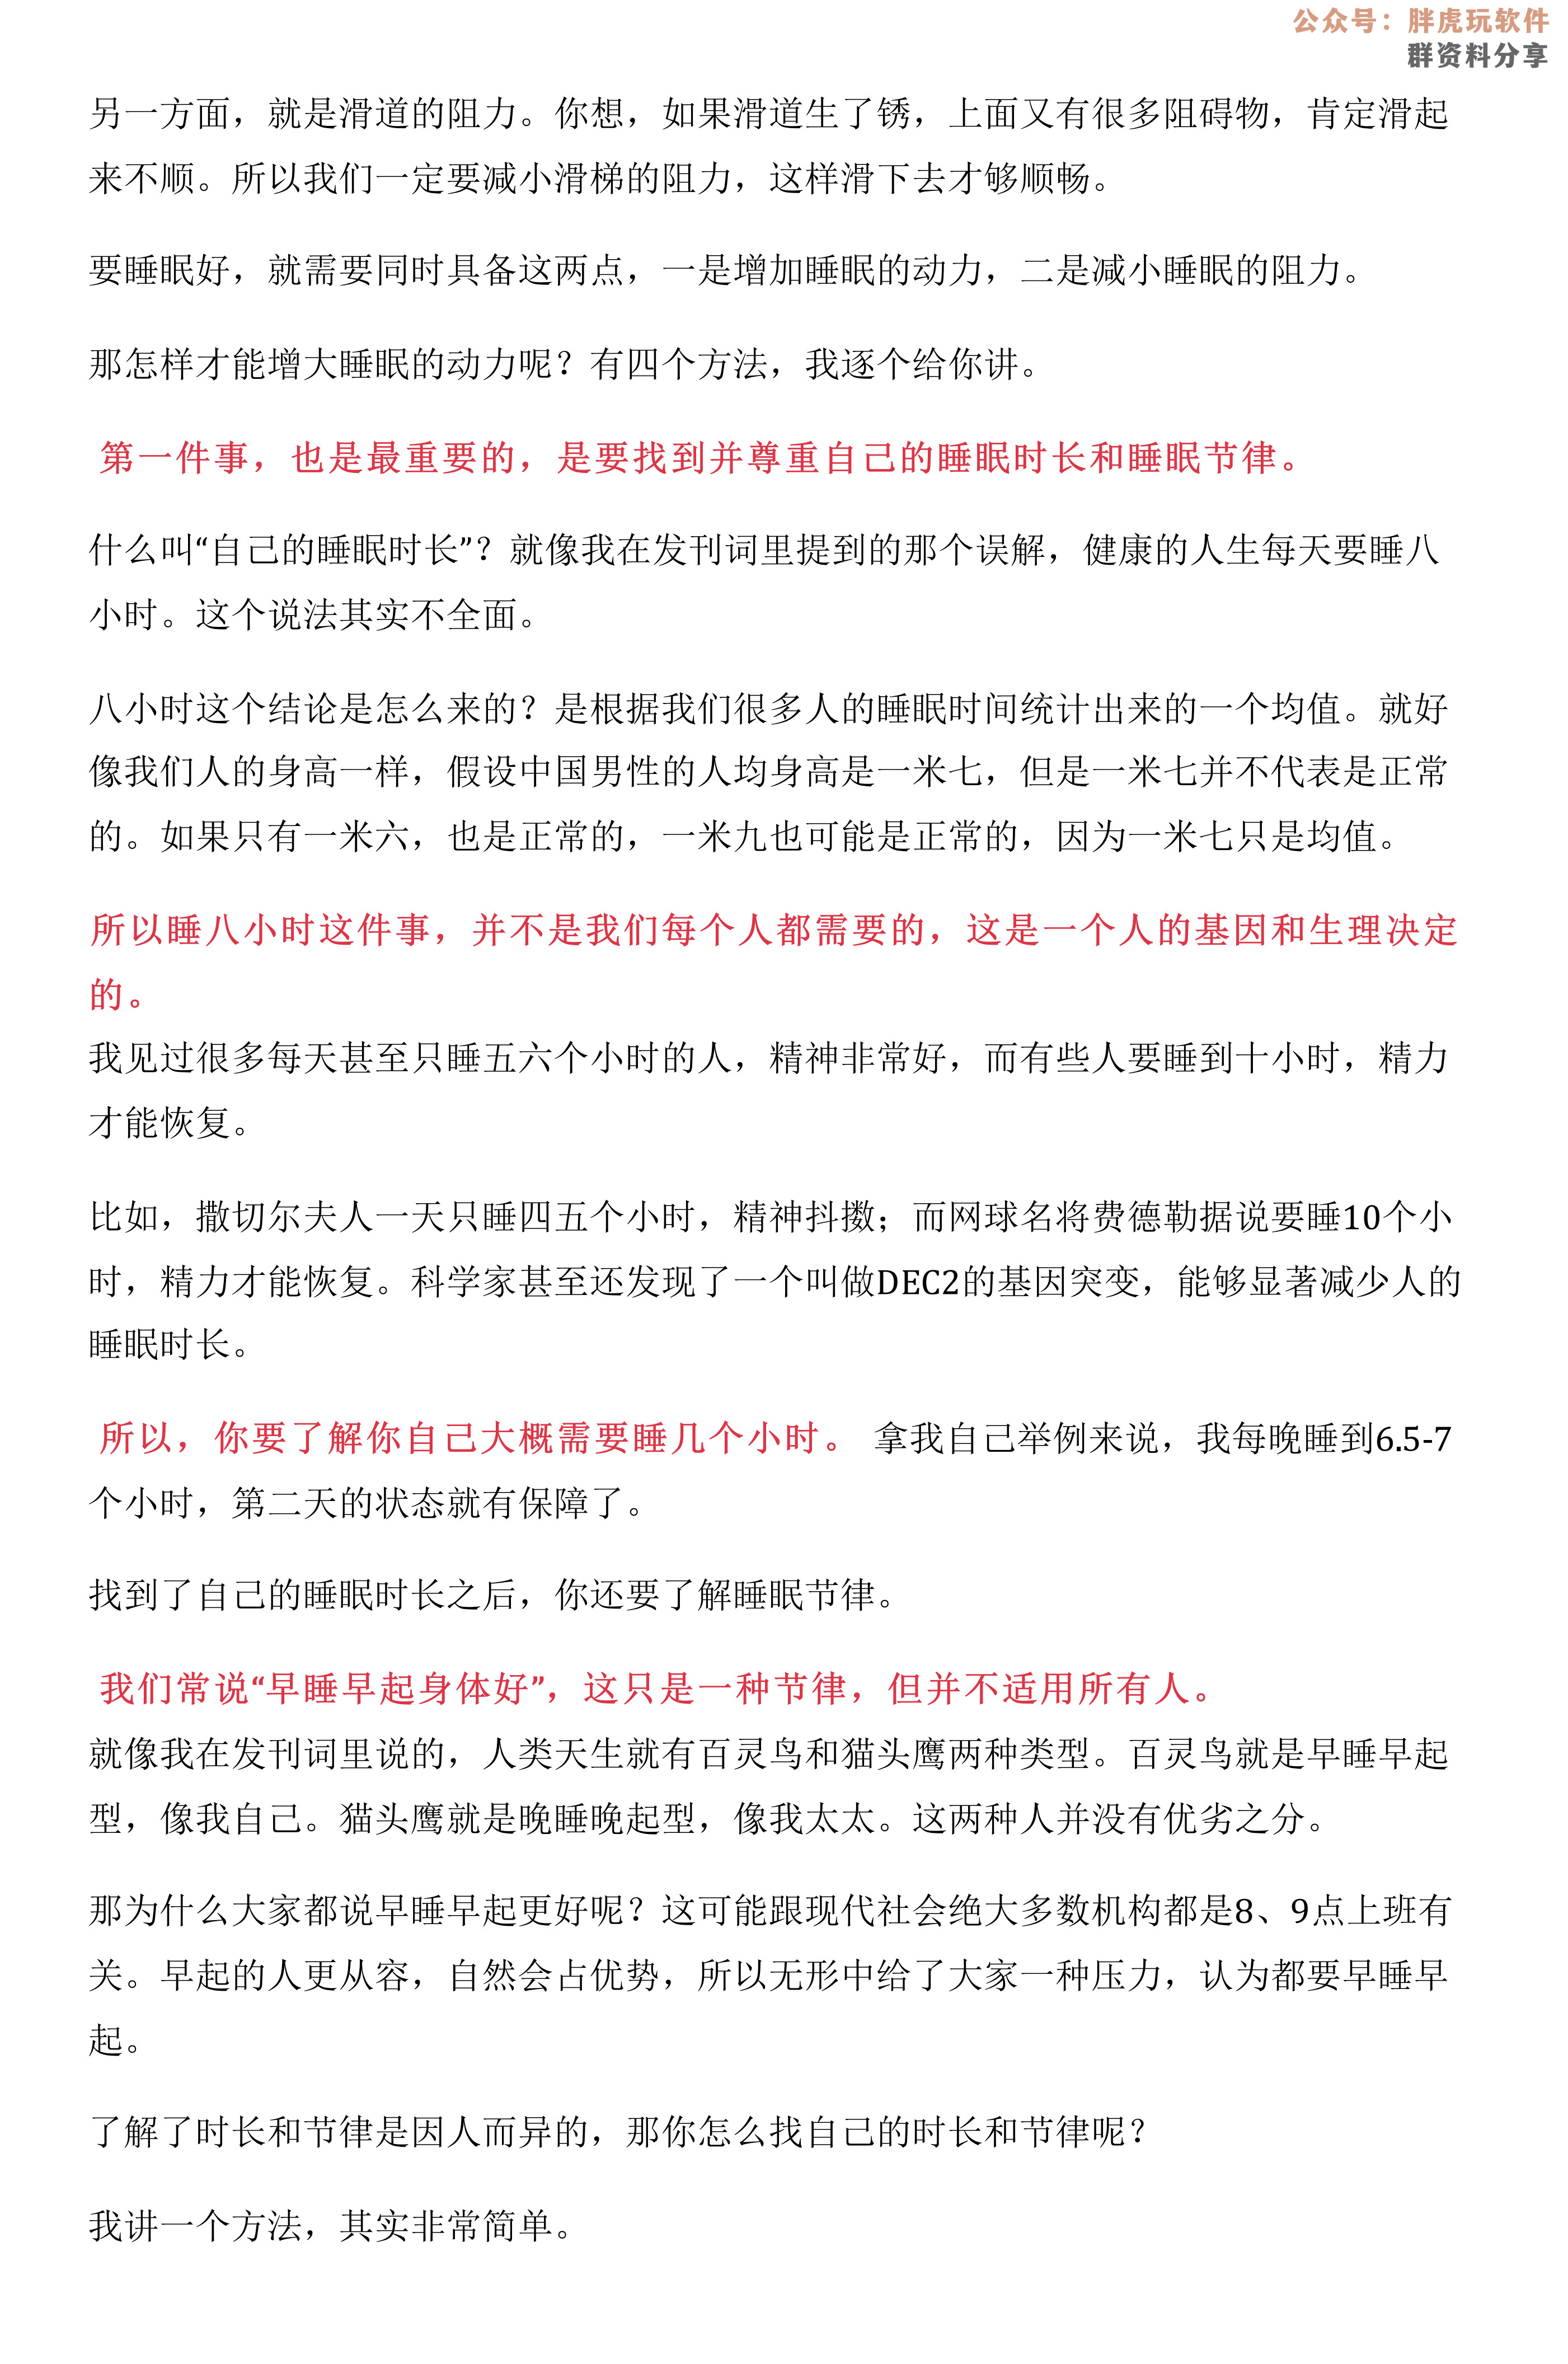 公众号：胖虎玩软件
群资料分享
另一方面，就是滑道的阻力。你想，如果滑道生了锈，上面又有很多阻碍物，肯定滑起
来不顺。所以我们一定要减小滑梯的阻力，这样滑下去才够顺畅。
要睡眠好，就需要同时具备这两点，一是增加睡眠的动力，二是减小睡眠的阻力。
那怎样才能增大睡眠的动力呢？有四个方法，我逐个给你讲。
第一件事，也是最重要的，是要找到并尊重自己的睡眠时长和睡眠节律。
什么叫“自己的睡眠时长”？就像我在发刊词里提到的那个误解，健康的人生每天要睡八
小时。这个说法其实不全面。
八小时这个结论是怎么来的？是根据我们很多人的睡眠时间统计出来的一个均值。就好
像我们人的身高一样，假设中国男性的人均身高是一米七，但是一米七并不代表是正常
的。如果只有一米六，也是正常的，一米九也可能是正常的，因为一米七只是均值。
所以睡八小时这件事，并不是我们每个人都需要的，这是一个人的基因和生理决定
的。
我见过很多每天甚至只睡五六个小时的人，精神非常好，而有些人要睡到十小时，精力
才能恢复。
比如，撒切尔夫人一天只睡四五个小时，精神抖擞；而网球名将费德勒据说要睡10个小
时，精力才能恢复。科学家甚至还发现了一个叫做DEC2的基因突变，能够显著减少人的
睡眠时长。
所以，你要了解你自己大概需要睡几个小时。 拿我自己举例来说，我每晚睡到6.5-7
个小时，第二天的状态就有保障了。
找到了自己的睡眠时长之后，你还要了解睡眠节律。
我们常说“早睡早起身体好”，这只是一种节律，但并不适用所有人。
就像我在发刊词里说的，人类天生就有百灵鸟和猫头鹰两种类型。百灵鸟就是早睡早起
型，像我自己。猫头鹰就是晚睡晚起型，像我太太。这两种人并没有优劣之分。
那为什么大家都说早睡早起更好呢？这可能跟现代社会绝大多数机构都是8、9点上班有
关。早起的人更从容，自然会占优势，所以无形中给了大家一种压力，认为都要早睡早
起。
了解了时长和节律是因人而异的，那你怎么找自己的时长和节律呢？
我讲一个方法，其实非常简单。